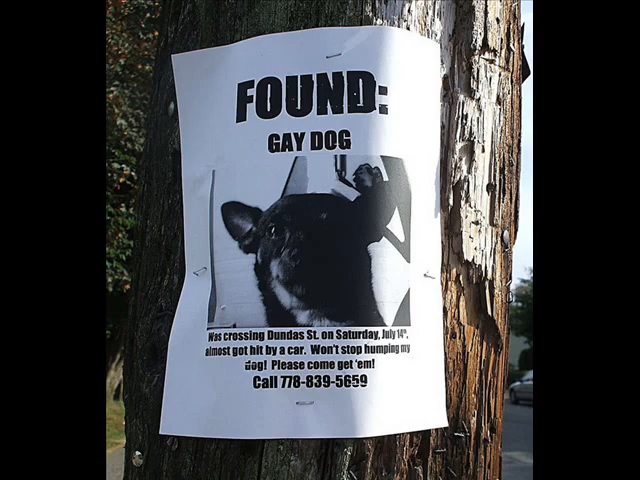 FOUND:
GAY DOG
Was crossing Dundas St. on Saturday, July 14th,
almost got hit by a car. Won't stop humping my
dog! Please come get 'em!
Call 778-839-5659